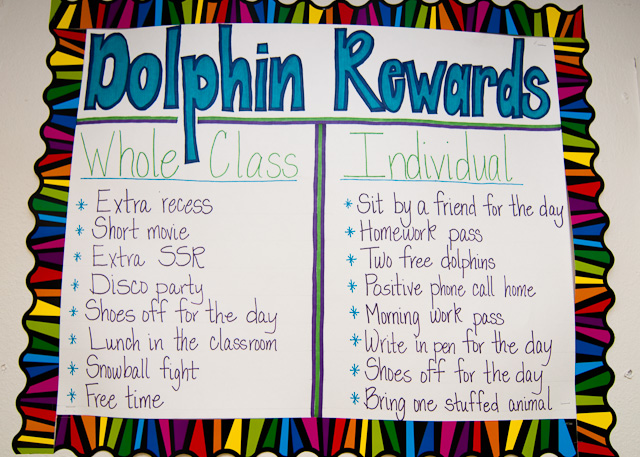 Dolphin Rewards
Whole Class
* Extra recess
* Short movie
* Extra SSR
* Disco party
* Shoes off for the day
* Lunch in the classroom
* Snowball fight
* Free time
Individual
* Sit by a friend for the day
* Homework pass
* Two free dolphins
* Positive phone call home
* Morning work pass
* Write in pen for the day
* Shoes off for the day
* Bring one stuffed animal